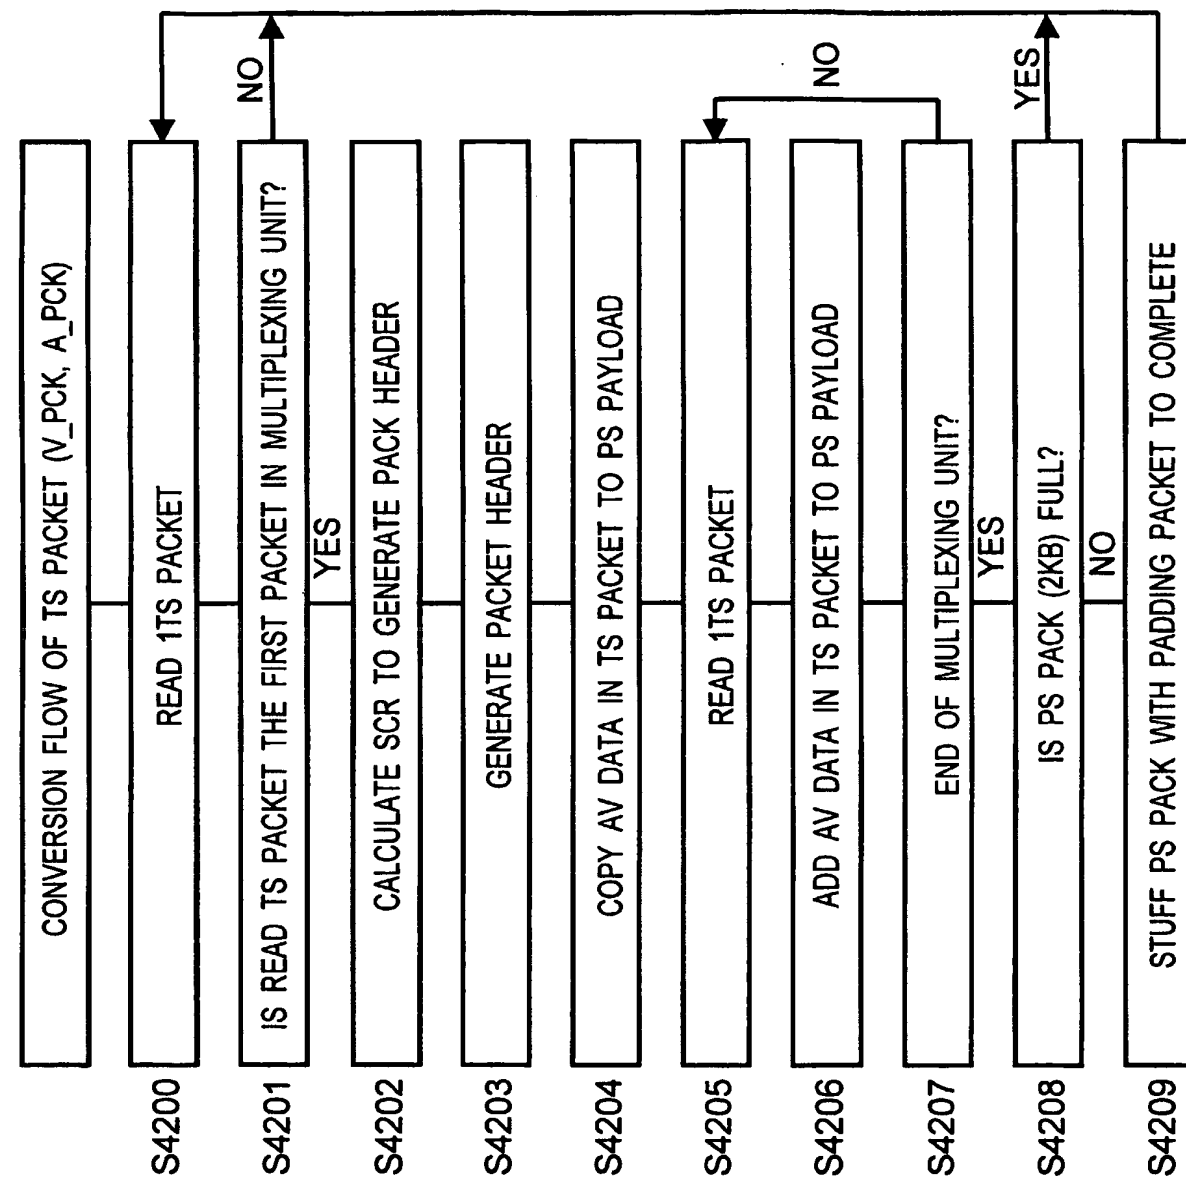 CONVERSION FLOW OF TS PACKET (V_PCK, A_PCK)
S4200
READ 1TS PACKET
S4201
IS READ TS PACKET THE FIRST PACKET IN MULTIPLEXING UNIT?
NO
YES
S4202
CALCULATE SCR TO GENERATE PACK HEADER
S4203
GENERATE PACKET HEADER
S4204
COPY AV DATA IN TS PACKET TO PS PAYLOAD
S4205
READ 1TS PACKET
S4206
ADD AV DATA IN TS PACKET TO PS PAYLOAD
NO
S4207
END OF MULTIPLEXING UNIT?
YES
S4208
IS PS PACK (2KB) FULL?
YES
NO
S4209
STUFF PS PACK WITH PADDING PACKET TO COMPLETE